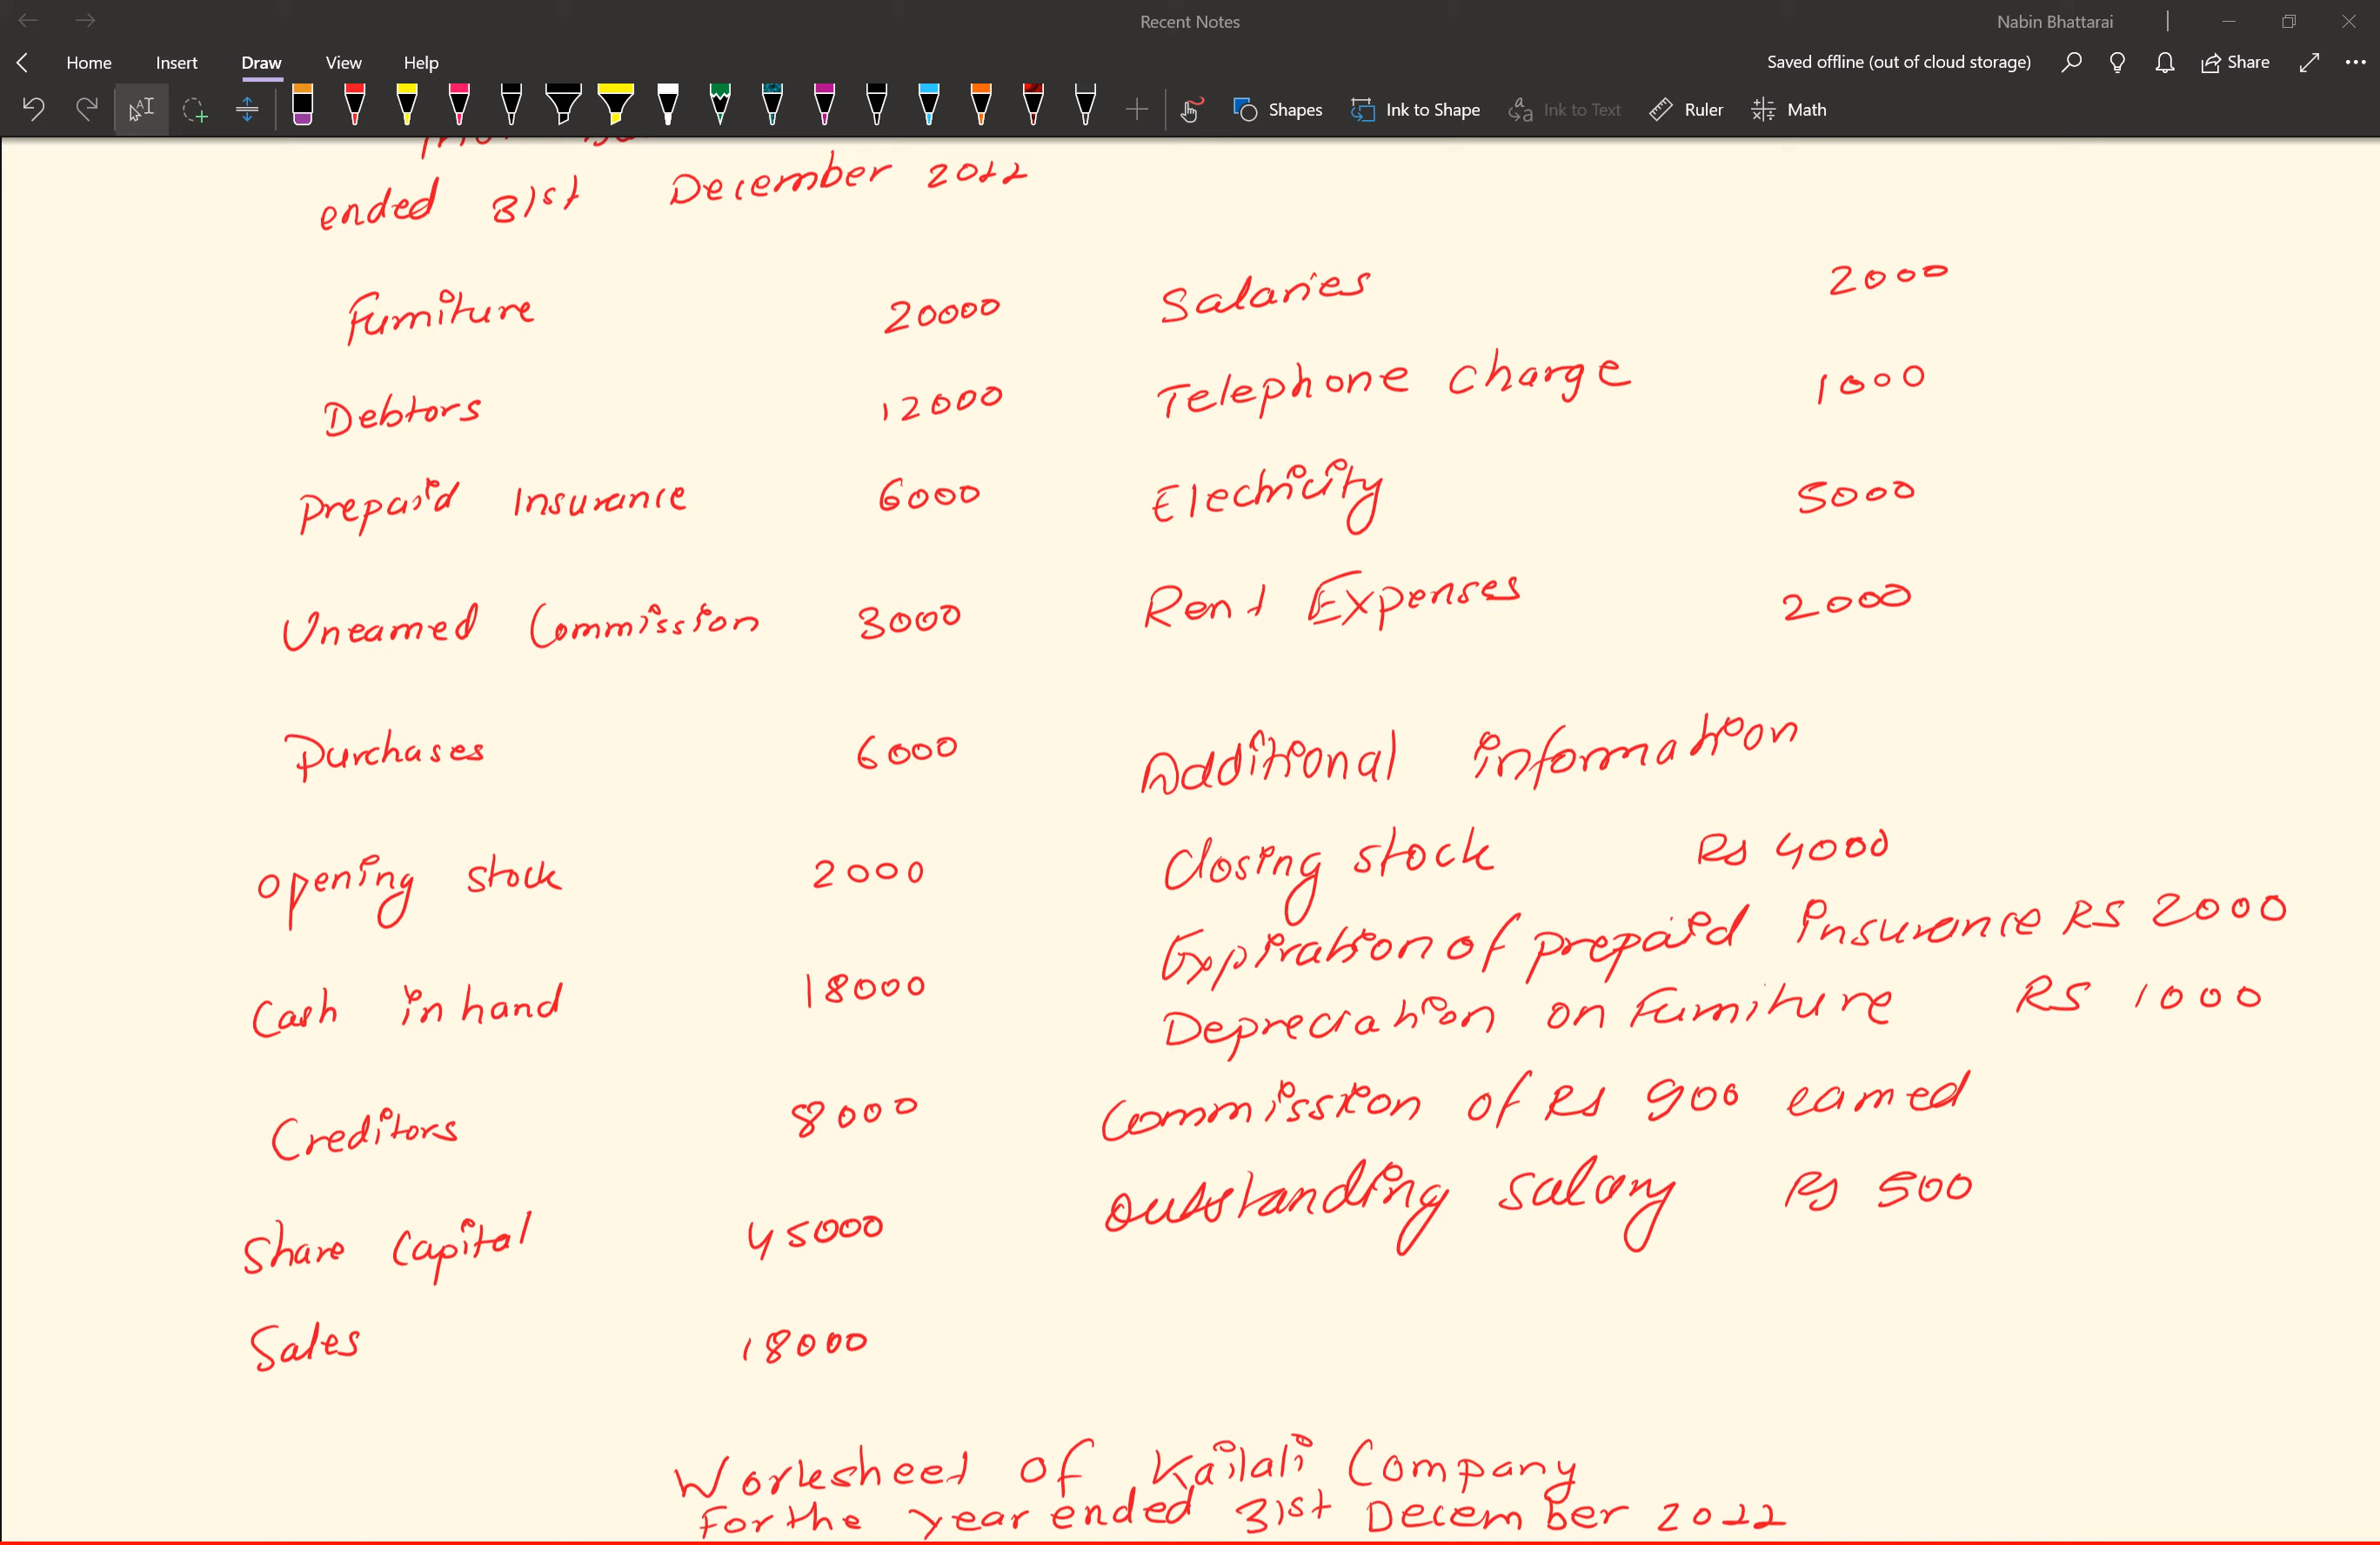 Recent Notes
Nabin Bhattarai
Home Insert Draw View Help
Saved offline (out of cloud storage)
Share
Shapes
Ink to Shape
Ink to Text
Ruler
Math
ended 31st December 2022
Furniture 20000
Debtors 12000
Prepaid Insurance 6000
Unearned Commission 3000
Purchases 6000
Opening stock 2000
Cash in hand 18000
Creditors 8000
Share Capital 45000
Sales 18000
Salaries 2000
Telephone charge 1000
Electricity 5000
Rent Expenses 2000
Additional information
Closing stock Rs 4000
Expiration of prepaid insurance RS 2000
Depreciation on Furniture RS 1000
Commission of Rs 900 earned
Outstanding salary Rs 500
Worksheet of Kailali Company
For the year ended 31st December 2022